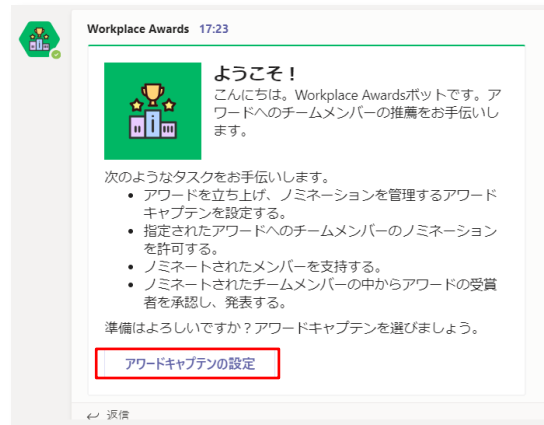 Workplace Awards 17:23
ようこそ！
こんにちは。Workplace Awardsボットです。ア
ワードへのチームメンバーの推薦をお手伝いし
ます。
次のようなタスクをお手伝いします。
• アワードを立ち上げ、ノミネーションを管理するアワード
キャプテンを設定する。
• 指定されたアワードへのチームメンバーのノミネーション
を許可する。
• ノミネートされたメンバーを支持する。
• ノミネートされたチームメンバーの中からアワードの受賞
者を承認し、発表する。
準備はよろしいですか？アワードキャプテンを選びましょう。
アワードキャプテンの設定
返信